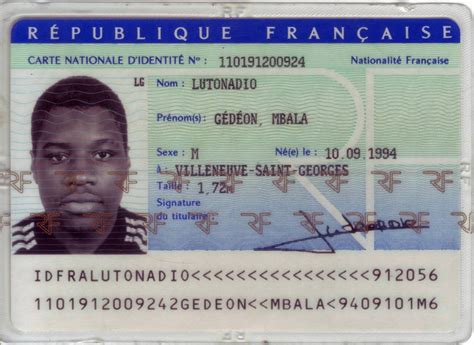 RÉPUBLIQUE FRANÇAISE
CARTE NATIONALE D'IDENTITÉ N° : 110191200924 Nationalité Française
LG Nom : LUTONADIO
Prénom(s) : GÉDÉON, MBALA
Sexe : M Né(e) le : 10.09.1994
à : VILLENEUVE-SAINT-GEORGES
Taille : 1,72m
Signature
du titulaire :
IDFRALUTONADIO<<<<<<<<<<<<<<<<912056
1101912009242GEDEON<<MBALA<9409101M6